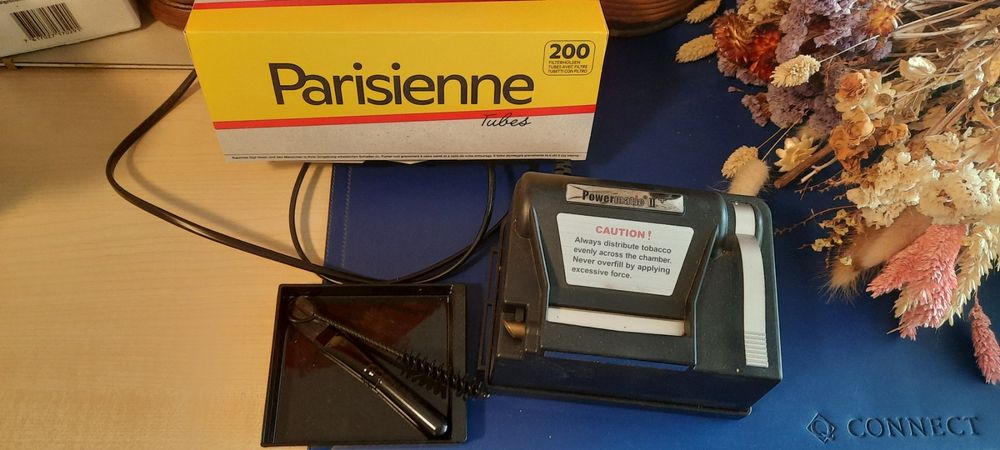 Parisienne
Tubes
200
FILTERHÜLSEN
TUBES AVEC FILTRE
TUBETTI CON FILTRO
Powermatic® II+
CAUTION !
Always distribute tobacco
evenly across the chamber.
Never overfill by applying
excessive force.
Q CONNECT